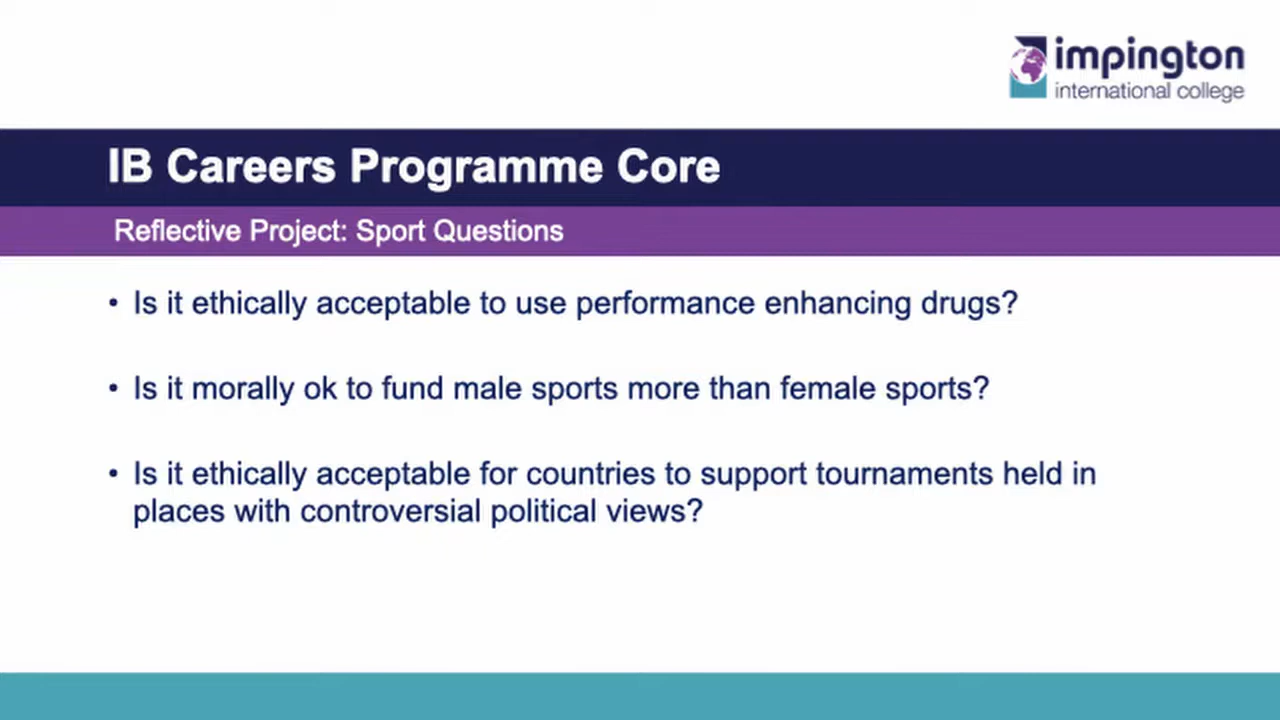 impington
international college
IB Careers Programme Core
Reflective Project: Sport Questions
• Is it ethically acceptable to use performance enhancing drugs?
• Is it morally ok to fund male sports more than female sports?
• Is it ethically acceptable for countries to support tournaments held in
places with controversial political views?